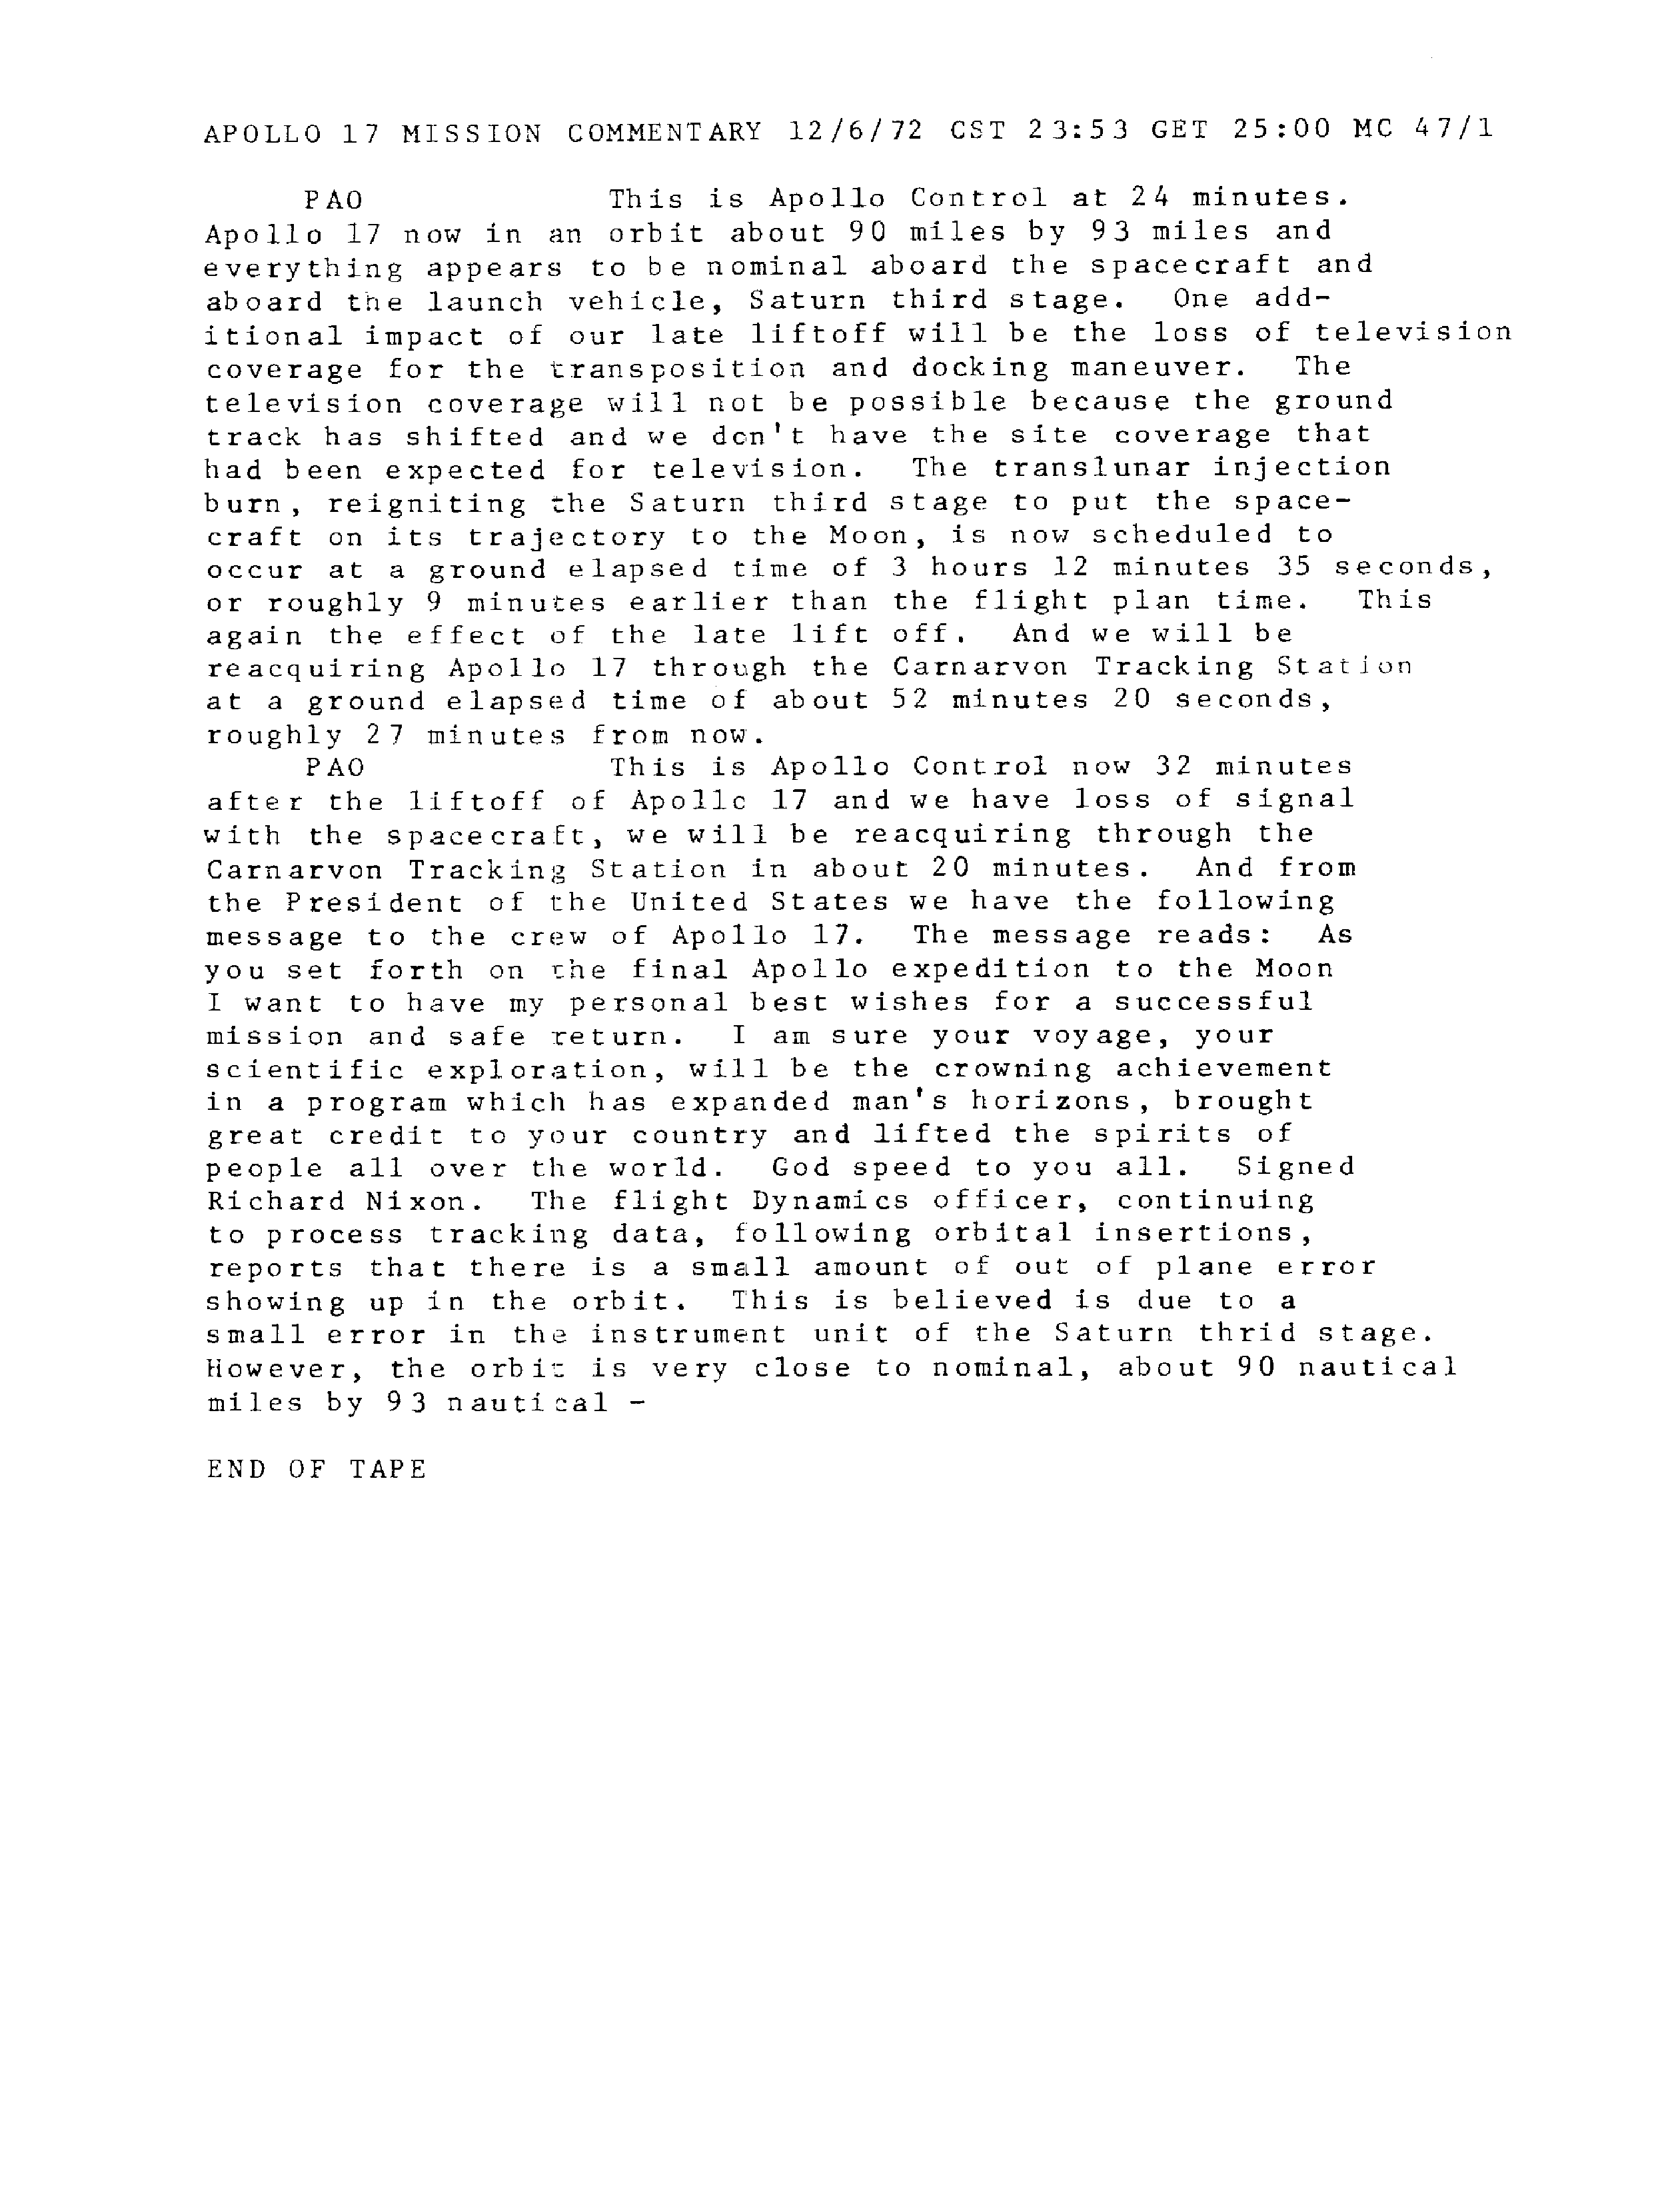 APOLLO 17 MISSION COMMENTARY 12/6/72 CST 23:53 GET 25:00 MC 47/1
PAO This is Apollo Control at 24 minutes.
Apollo 17 now in an orbit about 90 miles by 93 miles and
everything appears to be nominal aboard the spacecraft and
aboard the launch vehicle, Saturn third stage. One add-
itional impact of our late liftoff will be the loss of television
coverage for the transposition and docking maneuver. The
television coverage will not be possible because the ground
track has shifted and we don't have the site coverage that
had been expected for television. The translunar injection
burn, reigniting the Saturn third stage to put the space-
craft on its trajectory to the Moon, is now scheduled to
occur at a ground elapsed time of 3 hours 12 minutes 35 seconds,
or roughly 9 minutes earlier than the flight plan time. This
again the effect of the late lift off. And we will be
reacquiring Apollo 17 through the Carnarvon Tracking Station
at a ground elapsed time of about 52 minutes 20 seconds,
roughly 27 minutes from now.
PAO This is Apollo Control now 32 minutes
after the liftoff of Apollo 17 and we have loss of signal
with the spacecraft, we will be reacquiring through the
Carnarvon Tracking Station in about 20 minutes. And from
the President of the United States we have the following
message to the crew of Apollo 17. The message reads: As
you set forth on the final Apollo expedition to the Moon
I want to have my personal best wishes for a successful
mission and safe return. I am sure your voyage, your
scientific exploration, will be the crowning achievement
in a program which has expanded man's horizons, brought
great credit to your country and lifted the spirits of
people all over the world. God speed to you all. Signed
Richard Nixon. The flight Dynamics officer, continuing
to process tracking data, following orbital insertions,
reports that there is a small amount of out of plane error
showing up in the orbit. This is believed is due to a
small error in the instrument unit of the Saturn thrid stage.
However, the orbit is very close to nominal, about 90 nautical
miles by 93 nautical -
END OF TAPE